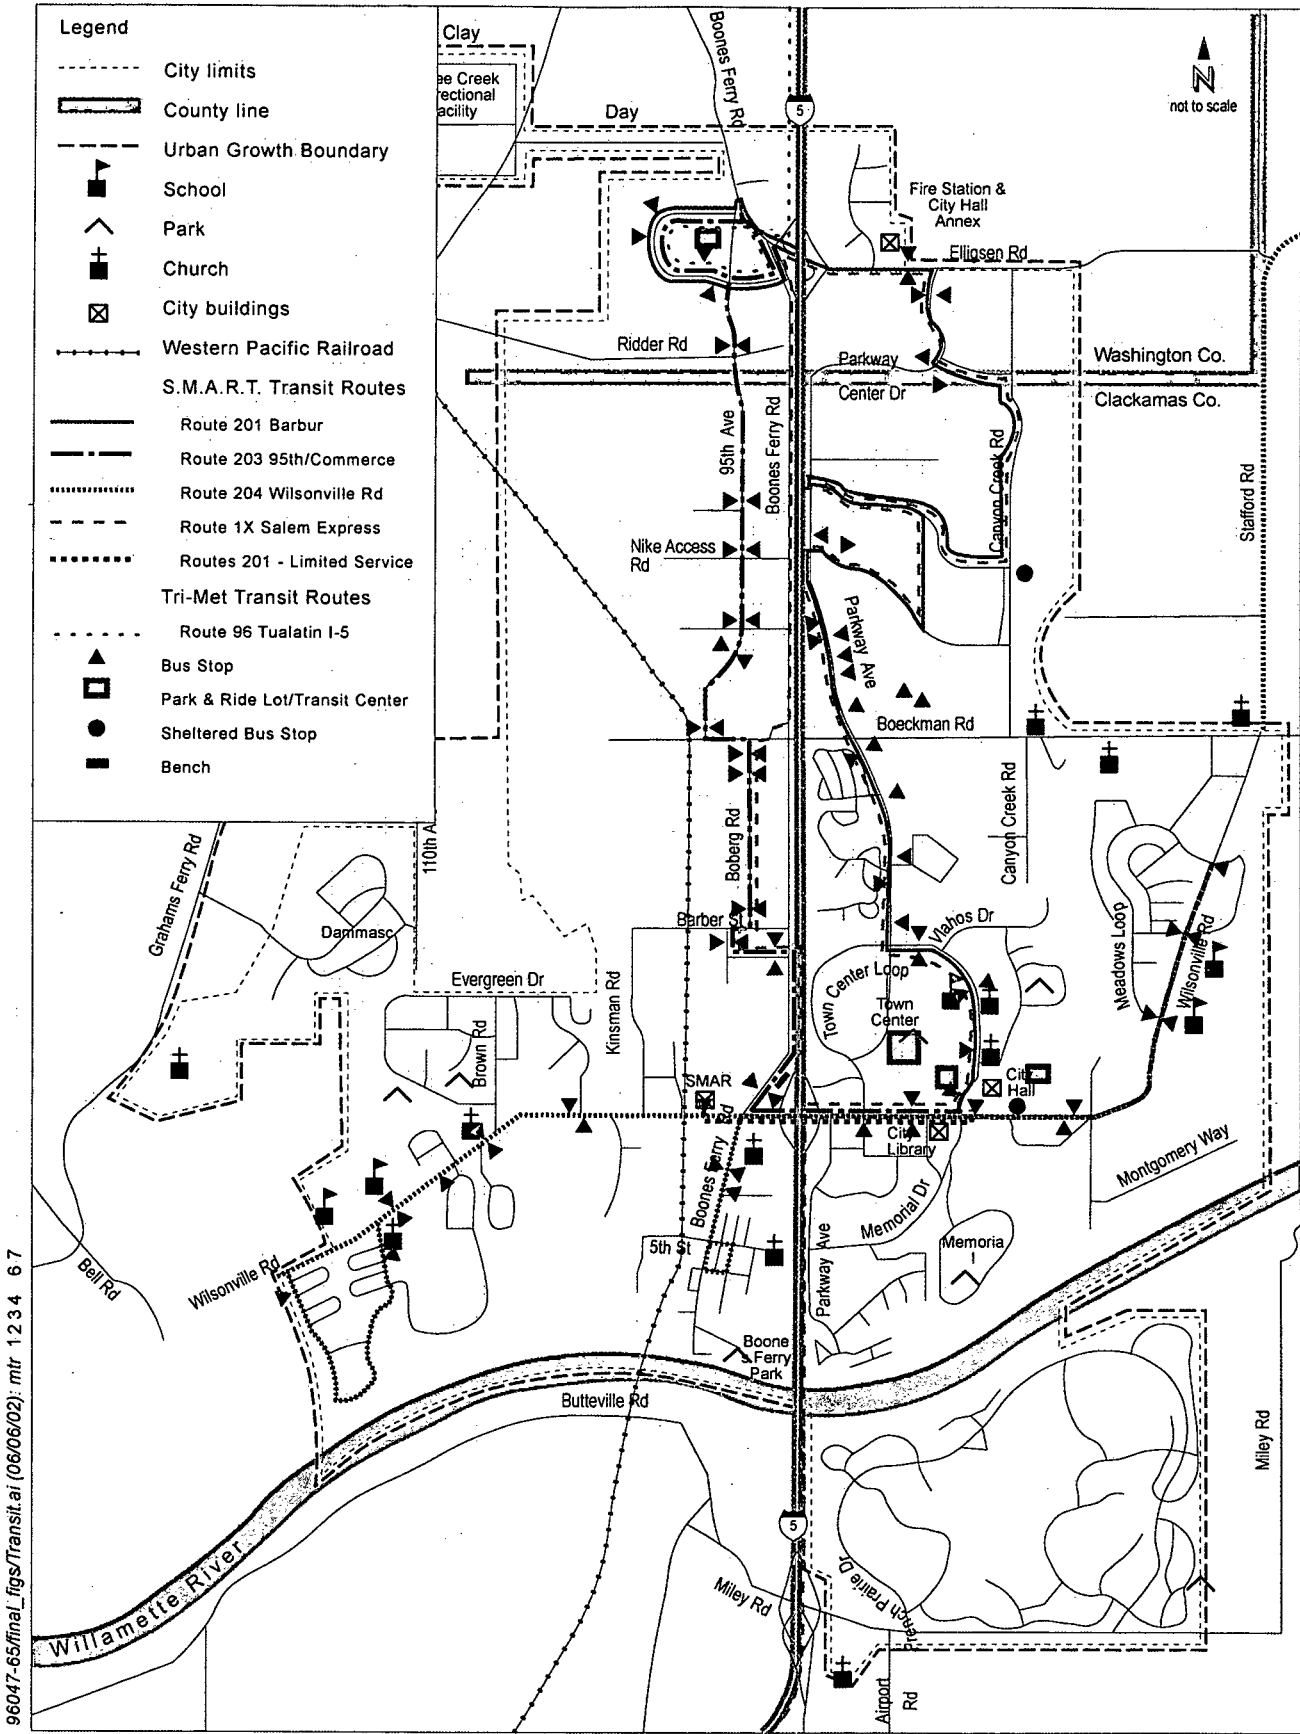 Legend
City limits
County line
Urban Growth Boundary
School
Park
Church
City buildings
Western Pacific Railroad
S.M.A.R.T. Transit Routes
Route 201 Barbur
Route 203 95th/Commerce
Route 204 Wilsonville Rd
Route 1X Salem Express
Routes 201 - Limited Service
Tri-Met Transit Routes
Route 96 Tualatin I-5
Bus Stop
Park & Ride Lot/Transit Center
Sheltered Bus Stop
Bench
Clay
ee Creek
rectional
acility
Day
Boones Ferry Rd
5
N
not to scale
Fire Station &
City Hall
Annex
Elligsen Rd
Ridder Rd
Parkway
Center Dr
Washington Co.
Clackamas Co.
95th Ave
Boones Ferry Rd
Canyon Creek Rd
Stafford Rd
Nike Access
Rd
Parkway Ave
Boeckman Rd
Grahams Ferry Rd
110th A
Boberg Rd
Canyon Creek Rd
Dammasc
Barber St
Vlahos Dr
Meadows Loop
Wilsonville Rd
Evergreen Dr
Kinsman Rd
Town Center Loop
Town
Center
Brown Rd
SMAR
City
Hall
Boones Ferry Rd
City
Library
Montgomery Way
Memorial Dr
5th St
Memoria
l
Bell Rd
Wilsonville Rd
Parkway Ave
Boone
s Ferry
Park
Butteville Rd
Miley Rd
5
Willamette River
Miley Rd
French Prairie Dr
Airport
Rd
96047-65/final_figs/Transit.ai (06/06/02): mtr 1 2 3 4 6 7